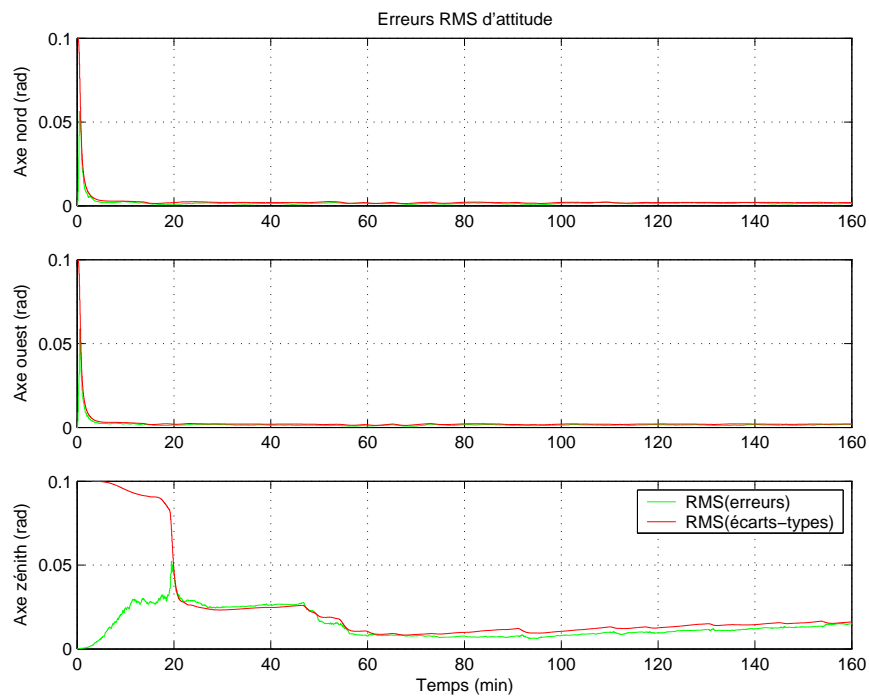 Erreurs RMS d'attitude
0.1
0.05
0
Axe nord (rad)
0 20 40 60 80 100 120 140 160
0.1
0.05
0
Axe ouest (rad)
0 20 40 60 80 100 120 140 160
0.1
0.05
0
Axe zénith (rad)
RMS(erreurs)
RMS(écarts−types)
0 20 40 60 80 100 120 140 160
Temps (min)